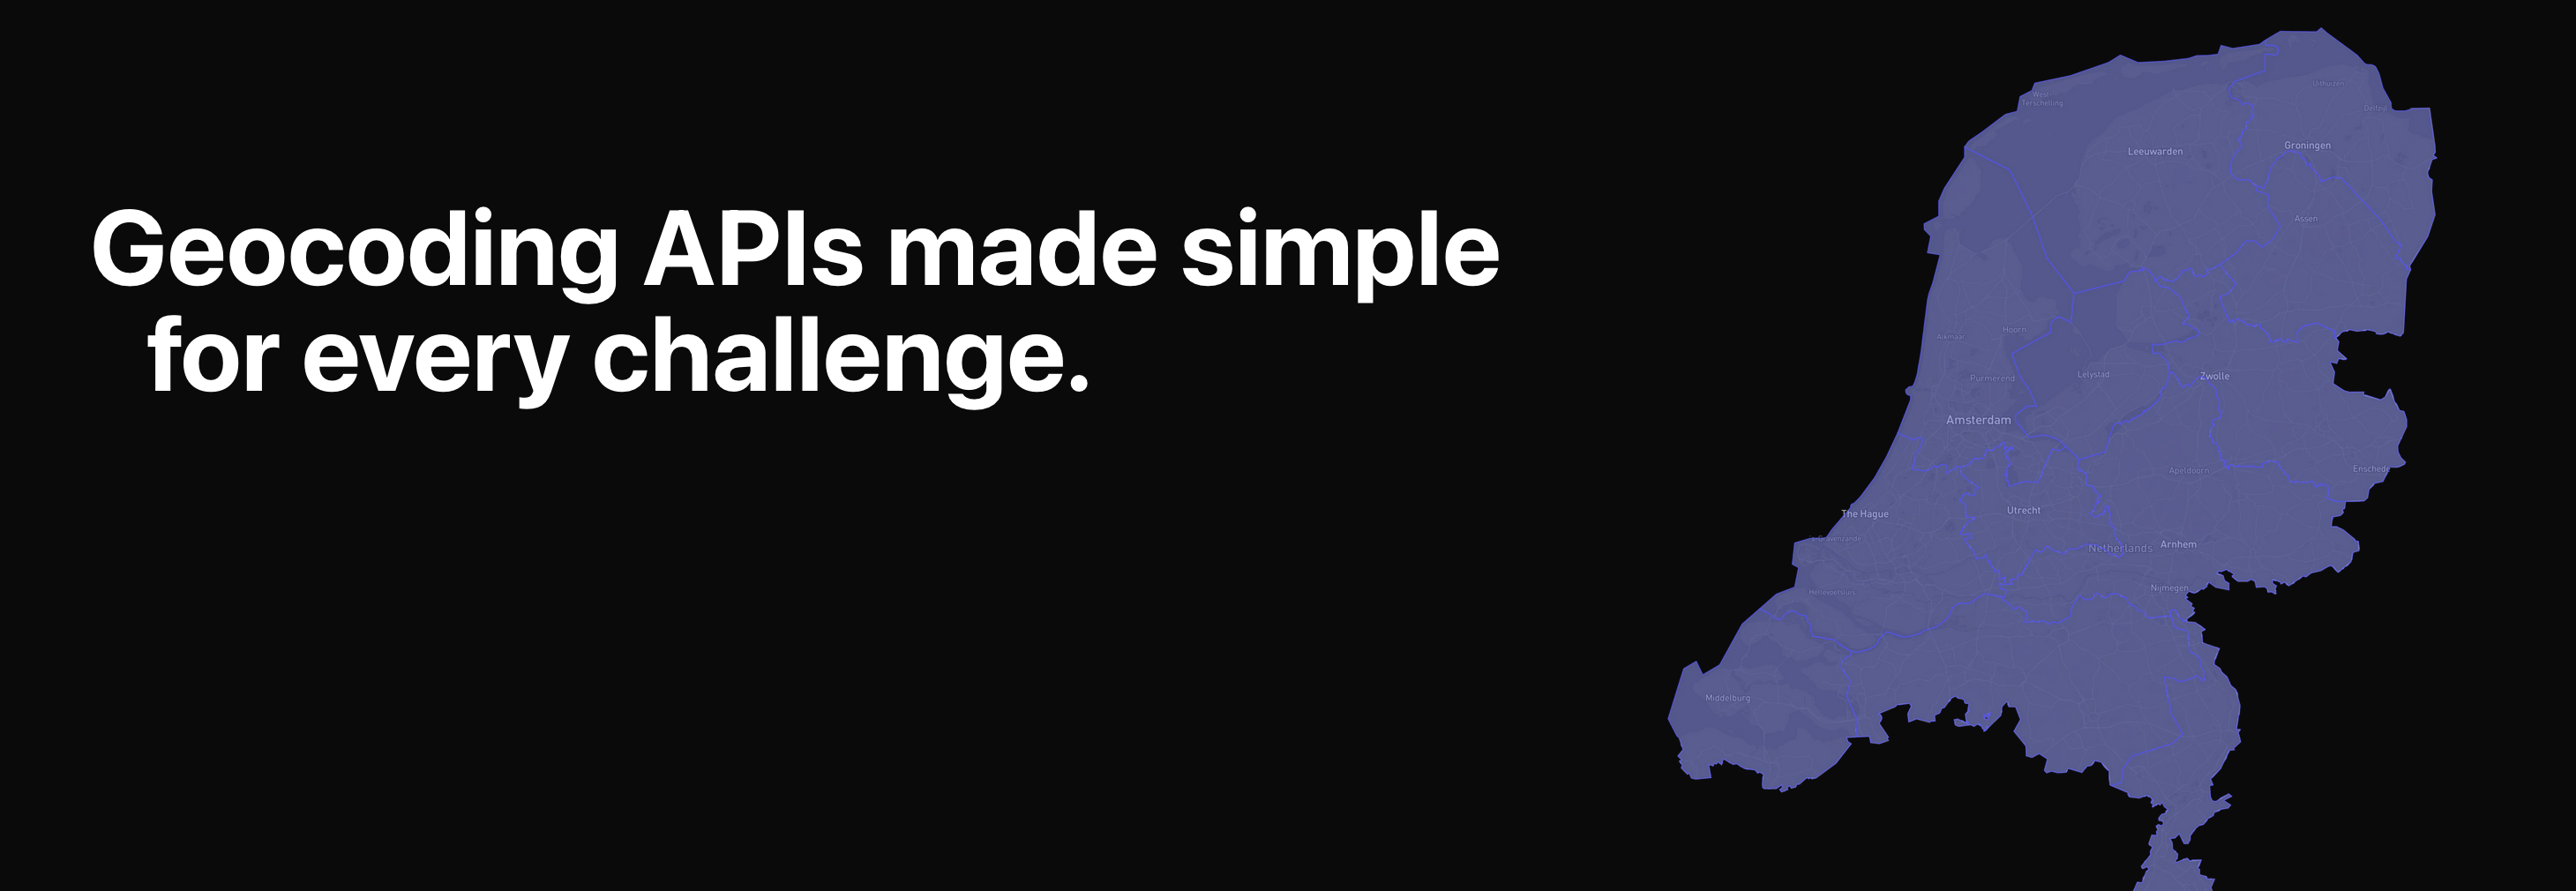 Geocoding APIs made simple
for every challenge.
West
Terschelling
Uithuizen
Delfzijl
Leeuwarden
Groningen
Assen
Alkmaar
Hoorn
Purmerend
Lelystad
Zwolle
Amsterdam
Apeldoorn
Enschede
The Hague
Utrecht
's-Gravenzande
Netherlands
Arnhem
Nijmegen
Hellevoetsluis
Middelburg